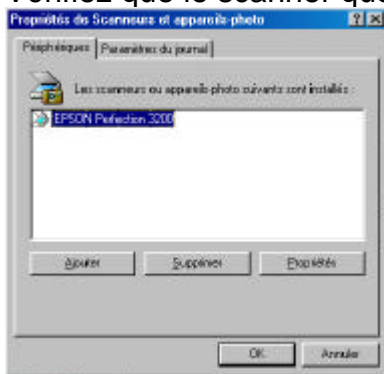 Vérifiez que le scanner que
Propriétés de Scanneurs et appareils-photo
Périphériques Paramètres du journal
Les scanneurs ou appareils-photo suivants sont installés :
EPSON Perfection 3200
Ajouter Supprimer Propriétés
OK Annuler